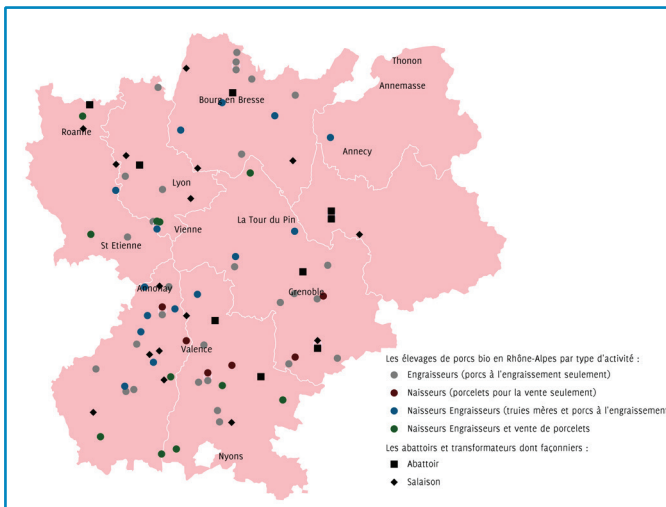 Thonon
Annemasse
Bourg en Bresse
Roanne
Annecy
Lyon
La Tour du Pin
Vienne
St Etienne
Annonay
Grenoble
Valence
Nyons
Les élevages de porcs bio en Rhône-Alpes par type d'activité :
Engraisseurs (porcs à l'engraissement seulement)
Naisseurs (porcelets pour la vente seulement)
Naisseurs Engraisseurs (truies mères et porcs à l'engraissement
Naisseurs Engraisseurs et vente de porcelets
Les abattoirs et transformateurs dont façonniers :
Abattoir
Salaison